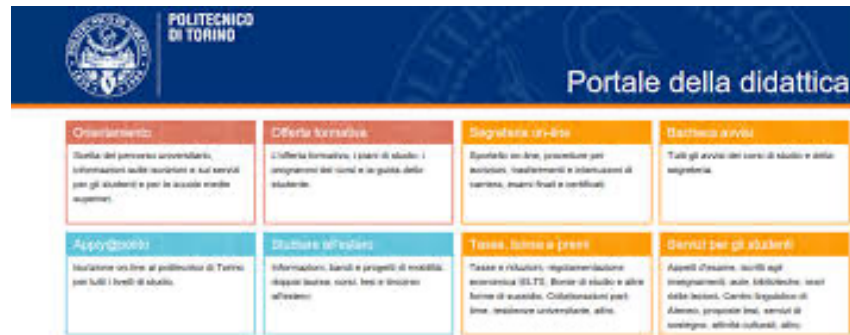 POLITECNICO
DI TORINO
Portale della didattica
Orientamento
Scelta del percorso universitario,
informazioni sulle iscrizioni e sui servizi
per gli studenti e per le scuole medie
superiori.
Offerta formativa
L'offerta formativa, i piani di studio, i
programmi dei corsi e la guida dello
studente.
Segreteria on-line
Sportello on-line, procedure per
iscrizioni, trasferimenti e interruzioni di
carriera, esami finali e certificati.
Bacheca avvisi
Tutti gli avvisi dei corsi di studio e della
segreteria.
Apply@polito
Iscrizione on-line al politecnico di Torino
per tutti i livelli di studio.
Studiare all'estero
Informazioni, bandi e progetti di mobilità,
doppia laurea, corsi, tesi e tirocinio
all'estero.
Tasse, borse e premi
Tasse e riduzioni, regolamentazione
economica, Borse di studio e altre
forme di sussidio. Collaborazioni part-
time, residenze universitarie, altro.
Servizi per gli studenti
Appelli d'esame, iscritti agli
insegnamenti, aule, biblioteche, orari
delle lezioni. Centro linguistico di
Ateneo, proposte tesi, servizi di
sostegno, attività culturali, altro.